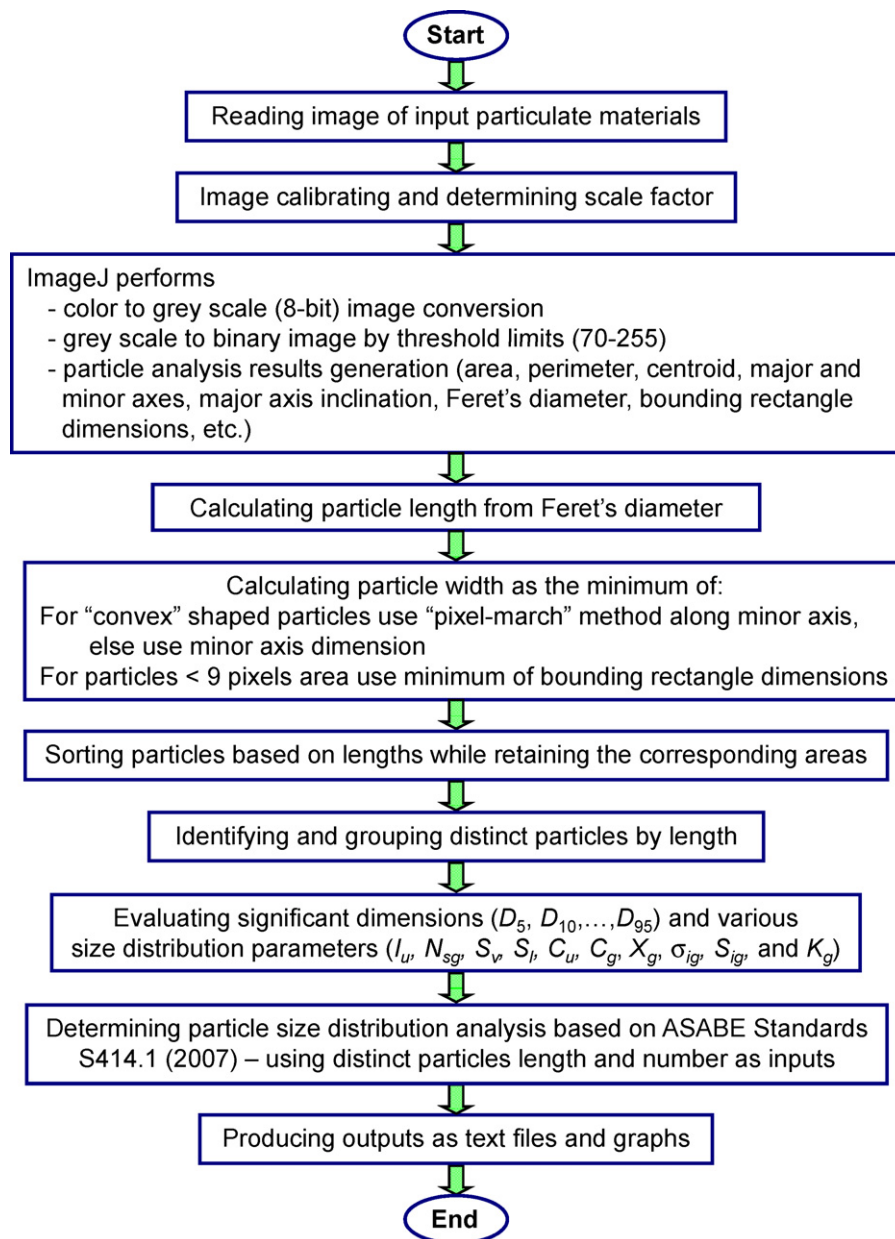 Start
Reading image of input particulate materials
Image calibrating and determining scale factor
ImageJ performs
- color to grey scale (8-bit) image conversion
- grey scale to binary image by threshold limits (70-255)
- particle analysis results generation (area, perimeter, centroid, major and
minor axes, major axis inclination, Feret’s diameter, bounding rectangle
dimensions, etc.)
Calculating particle length from Feret’s diameter
Calculating particle width as the minimum of:
For “convex” shaped particles use “pixel-march” method along minor axis,
else use minor axis dimension
For particles < 9 pixels area use minimum of bounding rectangle dimensions
Sorting particles based on lengths while retaining the corresponding areas
Identifying and grouping distinct particles by length
Evaluating significant dimensions (D5, D10,...,D95) and various
size distribution parameters (Iu, Nsg, Sv, Sl, Cu, Cg, Xg, σig, Sig, and Kg)
Determining particle size distribution analysis based on ASABE Standards
S414.1 (2007) – using distinct particles length and number as inputs
Producing outputs as text files and graphs
End